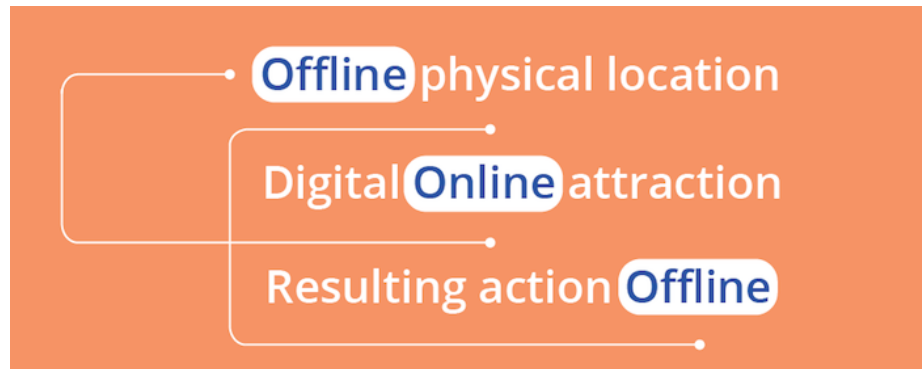 Offline physical location
Digital Online attraction
Resulting action Offline